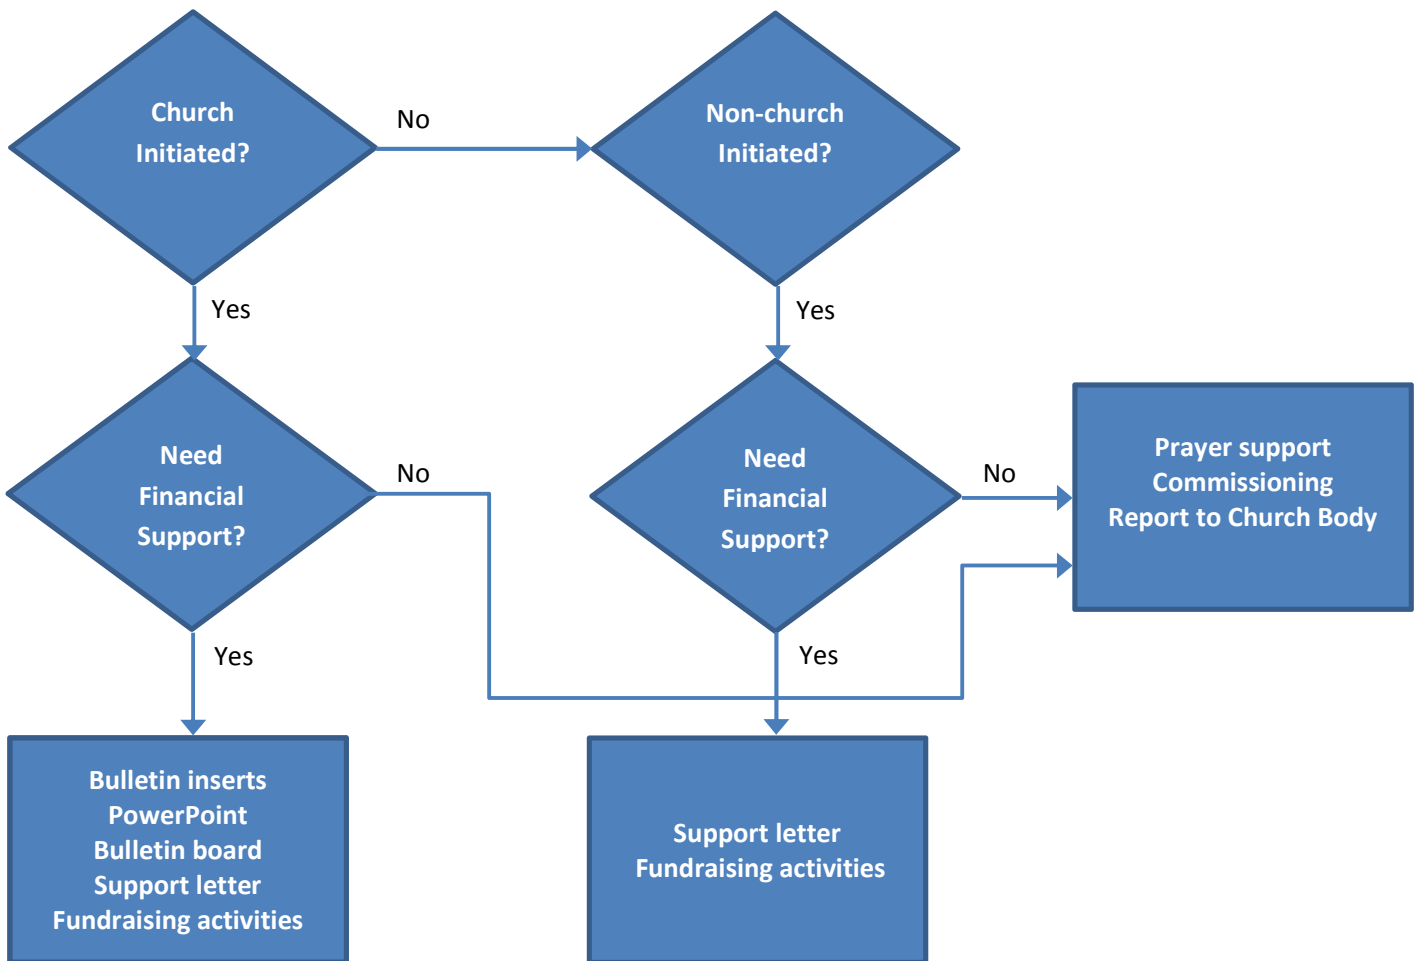 Church
Initiated?
No
Non-church
Initiated?
Yes
Yes
Need
Financial
Support?
No
Need
Financial
Support?
No
Prayer support
Commissioning
Report to Church Body
Yes
Yes
Bulletin inserts
PowerPoint
Bulletin board
Support letter
Fundraising activities
Support letter
Fundraising activities